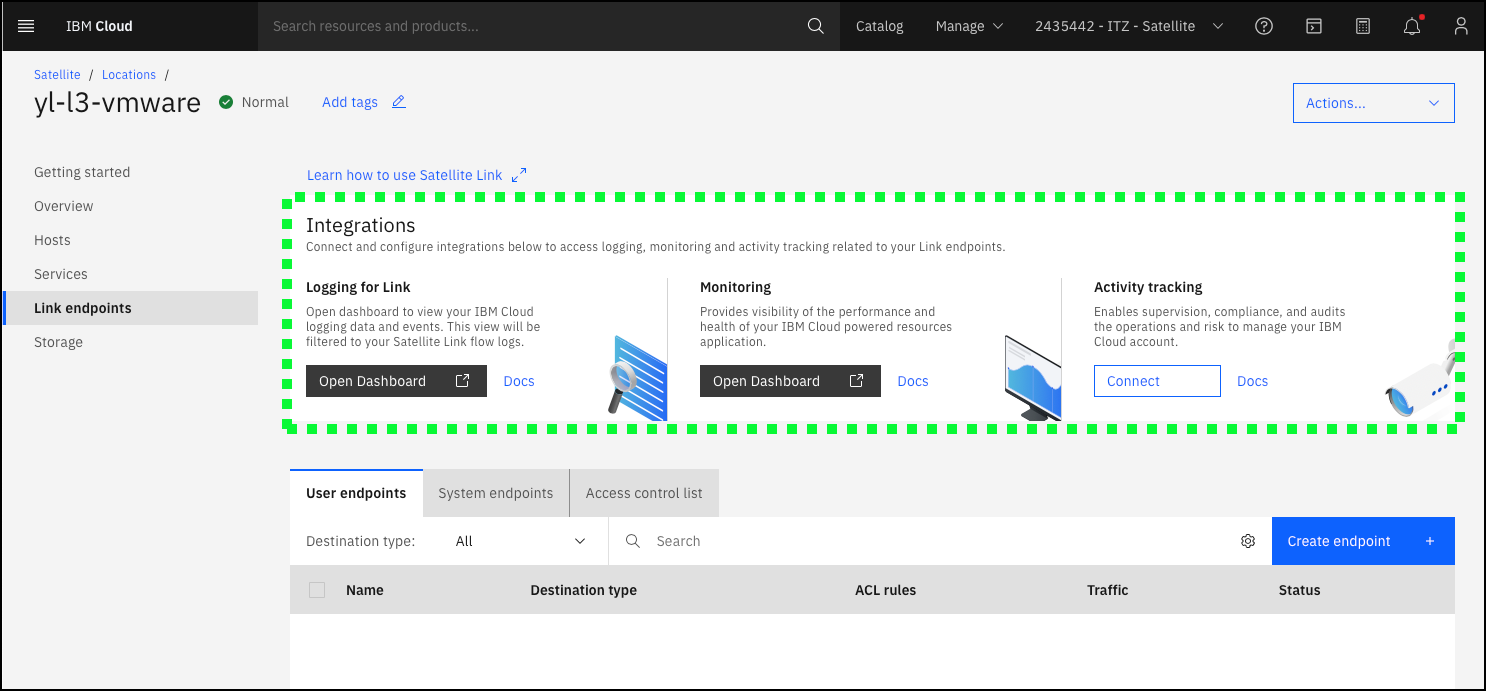 IBM Cloud
Search resources and products...
Catalog
Manage
2435442 - ITZ - Satellite
Satellite / Locations /
yl-l3-vmware
Normal
Add tags
Actions...
Getting started
Overview
Hosts
Services
Link endpoints
Storage
Learn how to use Satellite Link
Integrations
Connect and configure integrations below to access logging, monitoring and activity tracking related to your Link endpoints.
Logging for Link
Open dashboard to view your IBM Cloud
logging data and events. This view will be
filtered to your Satellite Link flow logs.
Open Dashboard
Docs
Monitoring
Provides visibility of the performance and
health of your IBM Cloud powered resources
application.
Open Dashboard
Docs
Activity tracking
Enables supervision, compliance, and audits
the operations and risk to manage your IBM
Cloud account.
Connect
Docs
User endpoints
System endpoints
Access control list
Destination type:
All
Search
Create endpoint +
Name
Destination type
ACL rules
Traffic
Status